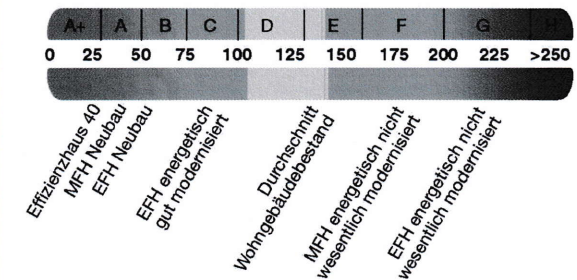 A+ A B C D E F G H
0 25 50 75 100 125 150 175 200 225 >250
Effizienzhaus 40
MFH Neubau
EFH Neubau
EFH energetisch
gut modernisiert
Durchschnitt
Wohngebäudebestand
MFH energetisch nicht
wesentlich modernisiert
EFH energetisch nicht
wesentlich modernisiert